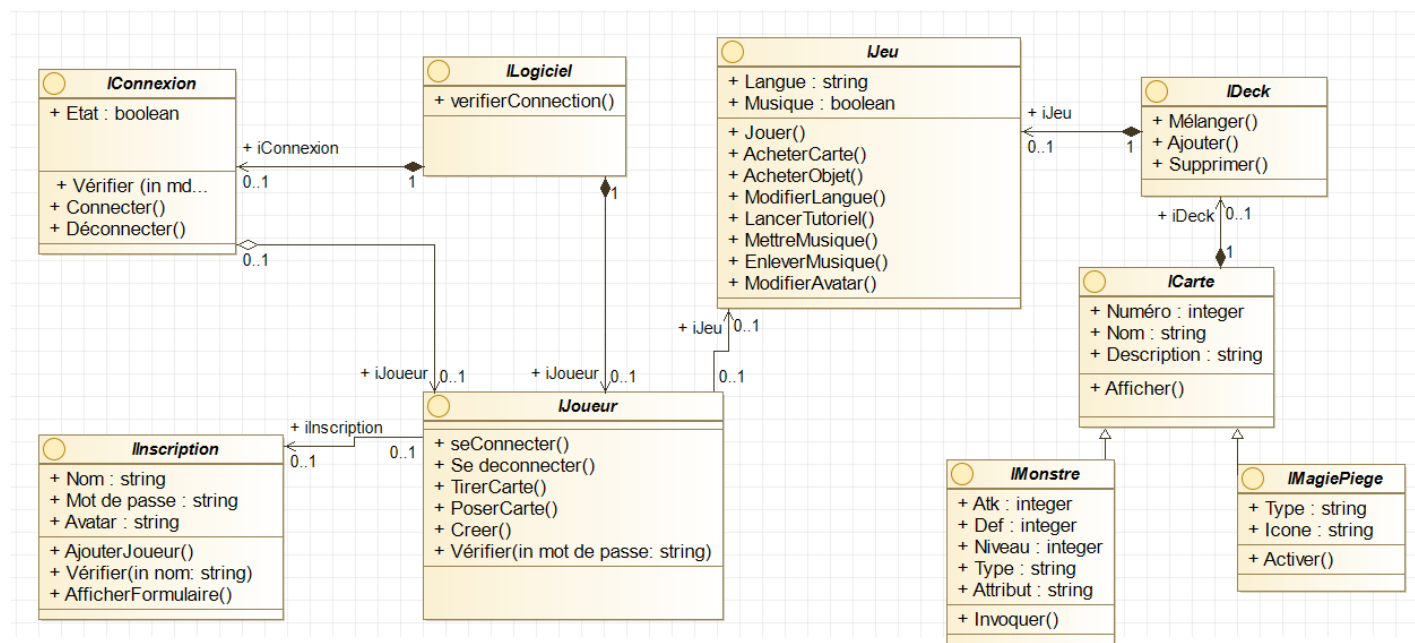 IConnexion
+ Etat : boolean
+ Vérifier (in md...
+ Connecter()
+ Déconnecter()
ILogiciel
+ verifierConnection()
+ iConnexion
0..1
1
1
0..1
IJeu
+ Langue : string
+ Musique : boolean
+ Jouer()
+ AcheterCarte()
+ AcheterObjet()
+ ModifierLangue()
+ LancerTutoriel()
+ MettreMusique()
+ EnleverMusique()
+ ModifierAvatar()
+ iJeu
0..1
1
IDeck
+ Mélanger()
+ Ajouter()
+ Supprimer()
+ iDeck
0..1
1
ICarte
+ Numéro : integer
+ Nom : string
+ Description : string
+ Afficher()
+ iJeu
0..1
0..1
+ iJoueur
0..1
+ iJoueur
0..1
IJoueur
+ seConnecter()
+ Se deconnecter()
+ TirerCarte()
+ PoserCarte()
+ Creer()
+ Vérifier(in mot de passe: string)
+ iInscription
0..1
0..1
IInscription
+ Nom : string
+ Mot de passe : string
+ Avatar : string
+ AjouterJoueur()
+ Vérifier(in nom: string)
+ AfficherFormulaire()
IMonstre
+ Atk : integer
+ Def : integer
+ Niveau : integer
+ Type : string
+ Attribut : string
+ Invoquer()
IMagiePiege
+ Type : string
+ Icone : string
+ Activer()